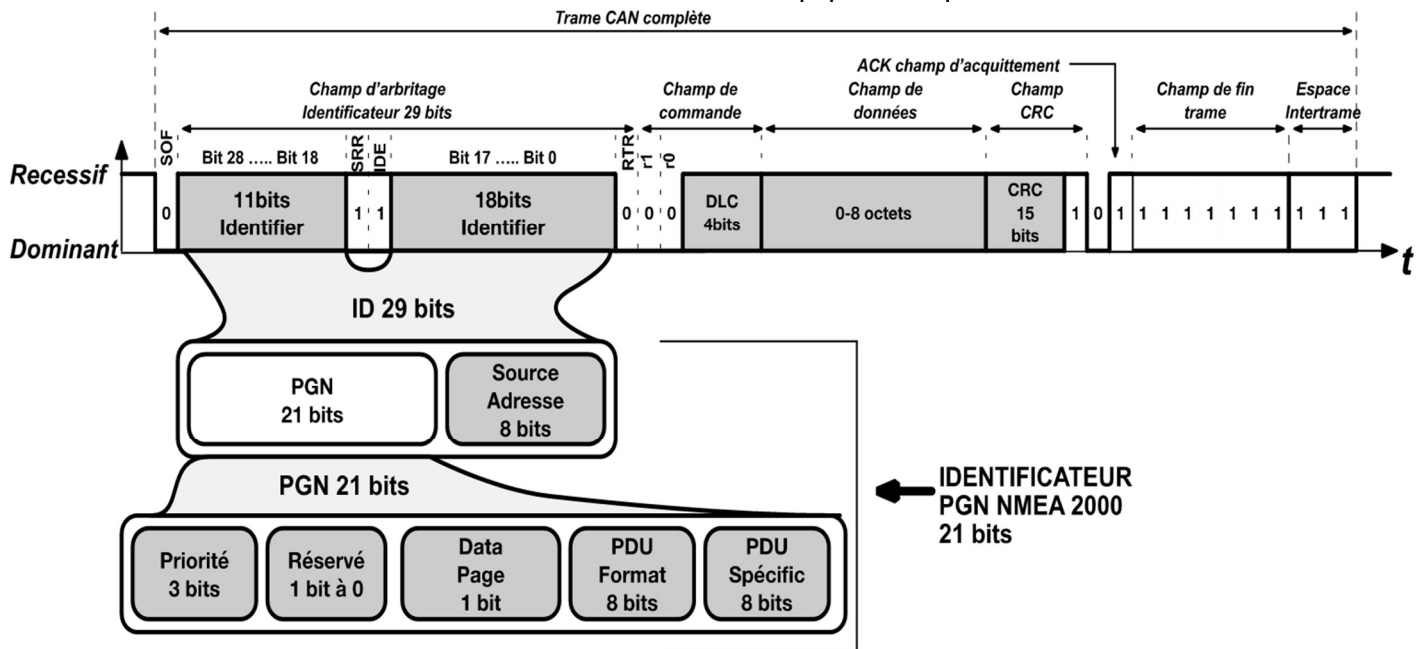 Trame CAN complète
ACK champ d'acquittement
Champ d'arbritage
Identificateur 29 bits
Champ de
commande
Champ de
données
Champ
CRC
Champ de fin
trame
Espace
Intertrame
SOF
Bit 28 ..... Bit 18
SRR
IDE
Bit 17 ..... Bit 0
RTR
r1
r0
Recessif
Dominant
0
11bits
Identifier
1 1
18bits
Identifier
0 0 0
DLC
4bits
0-8 octets
CRC
15
bits
1 0 1 1 1 1 1 1 1 1 1 1 1
t
ID 29 bits
PGN
21 bits
Source
Adresse
8 bits
PGN 21 bits
IDENTIFICATEUR
PGN NMEA 2000
21 bits
Priorité
3 bits
Réservé
1 bit à 0
Data
Page
1 bit
PDU
Format
8 bits
PDU
Spécific
8 bits